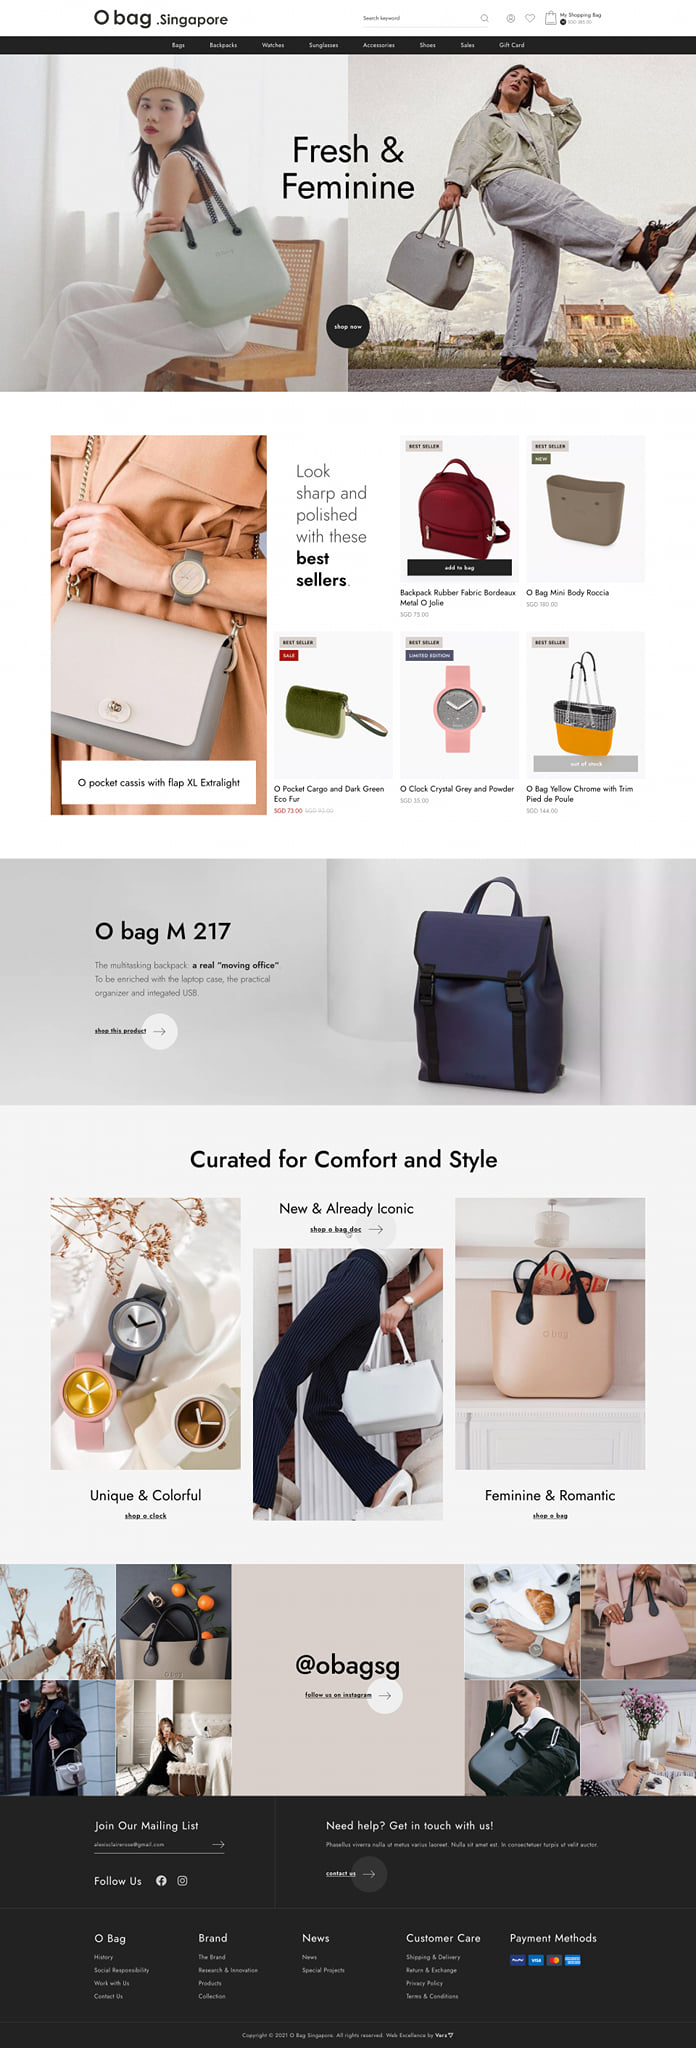 O bag .Singapore
Search keyword
My Shopping Bag
Bags
Backpacks
Watches
Sunglasses
Accessories
Shoes
Sales
Gift Card
Fresh &
Feminine
O bag
shop now
Look
sharp and
polished
with these
best
sellers.
O pocket cassis with flap XL Extralight
BEST SELLER
add to bag
Backpack Rubber Fabric Bordeaux
Metal O Jolie
SGD 75.00
BEST SELLER
NEW
O Bag Mini Body Roccia
SGD 180.00
BEST SELLER
SALE
O Pocket Cargo and Dark Green
Eco Fur
SGD 73.00
BEST SELLER
LIMITED EDITION
O Clock Crystal Grey and Powder
SGD 35.00
BEST SELLER
out of stock
O Bag Yellow Chrome with Trim
Pied de Poule
SGD 144.00
O bag M 217
The multitasking backpack: a real "moving office".
To be enriched with the laptop case, the practical
organizer and integated USB.
shop this product
Curated for Comfort and Style
New & Already Iconic
shop o bag doc
VOGUE
O bag
Unique & Colorful
shop o clock
Feminine & Romantic
shop o bag
@obagsg
follow us on instagram
O bag
Join Our Mailing List
alexisclairerose@gmail.com
Follow Us
Need help? Get in touch with us!
Phasellus viverra nulla ut metus varius laoreet. Nulla sit amet est. In consectetuer turpis ut velit auctor.
contact us
O Bag
History
Social Responsibility
Work with Us
Contact Us
Brand
The Brand
Research & Innovation
Products
Collection
News
News
Special Projects
Customer Care
Shipping & Delivery
Return & Exchange
Privacy Policy
Terms & Conditions
Payment Methods
PayPal
VISA
Copyright © 2021 O Bag Singapore. All rights reserved. Web Excellence by Verz